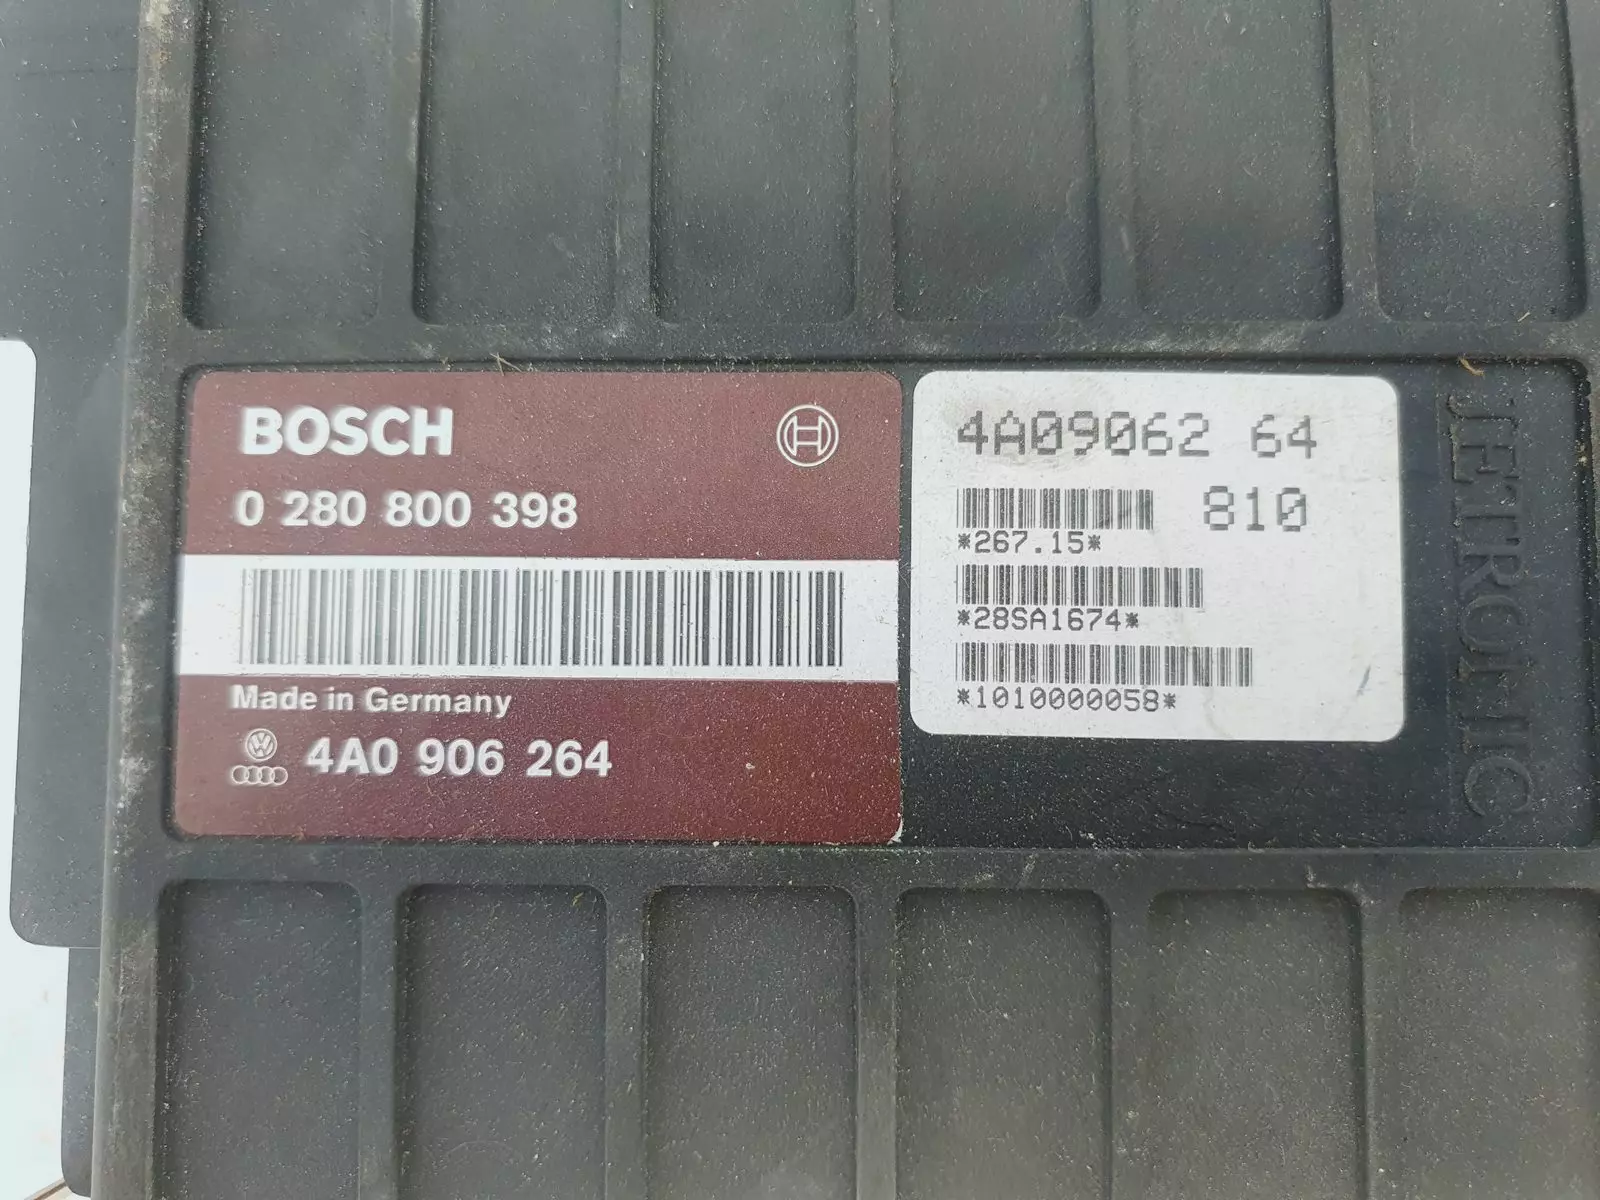 BOSCH
0 280 800 398
Made in Germany
4A0 906 264
4A09062 64
810
*267.15*
*28SA1674*
*1010000058*
JETRONIC